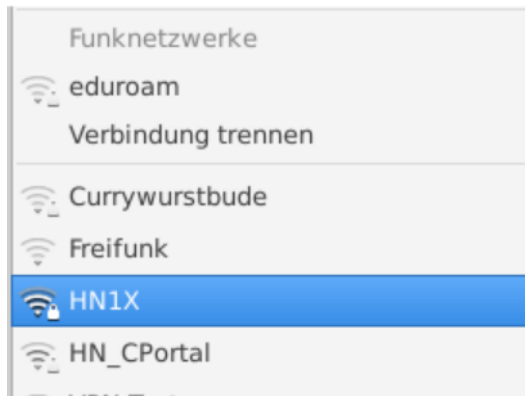 Funknetzwerke
eduroam
Verbindung trennen
Currywurstbude
Freifunk
HN1X
HN_CPortal